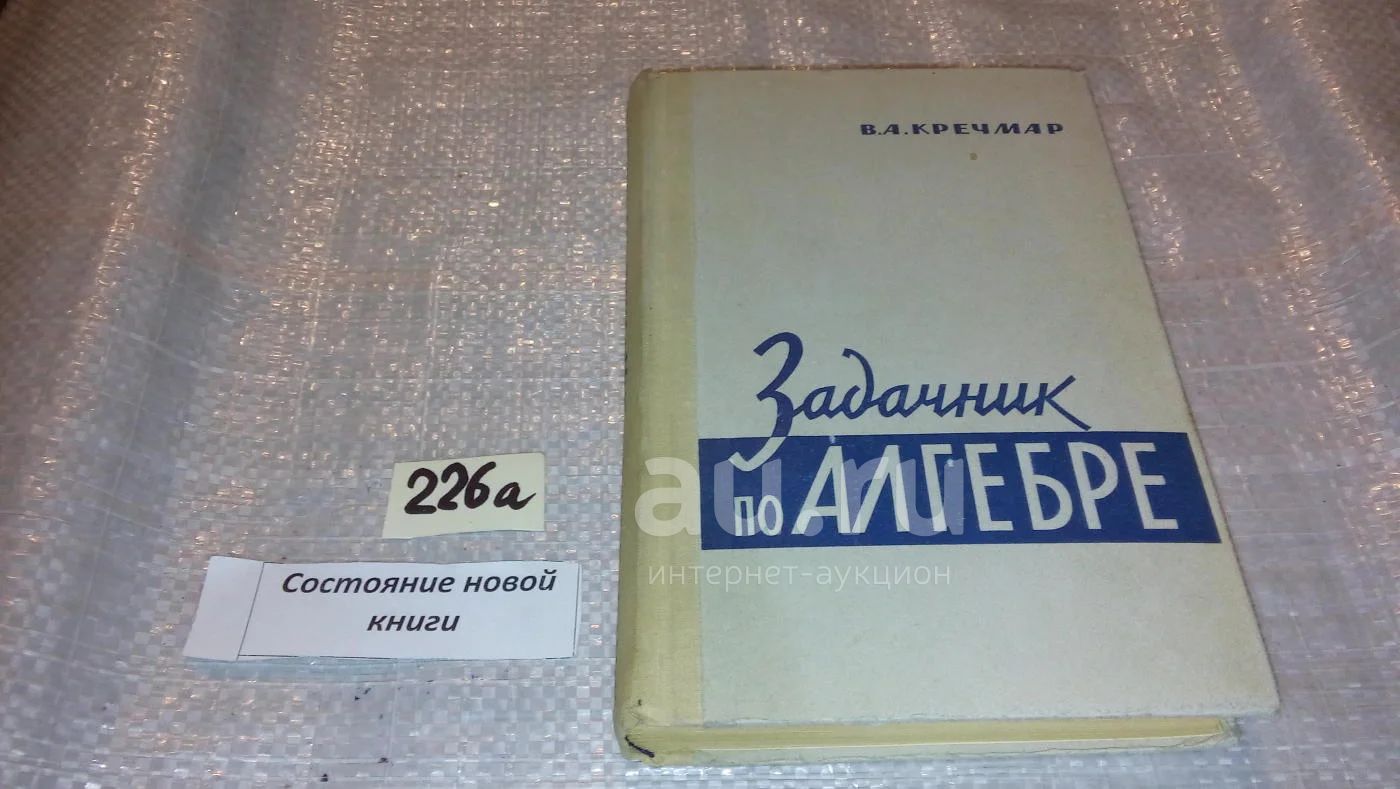 В.А.КРЕЧМАР
Задачник
по АЛГЕБРЕ
au.ru
интернет-аукцион
226а
Состояние новой
книги